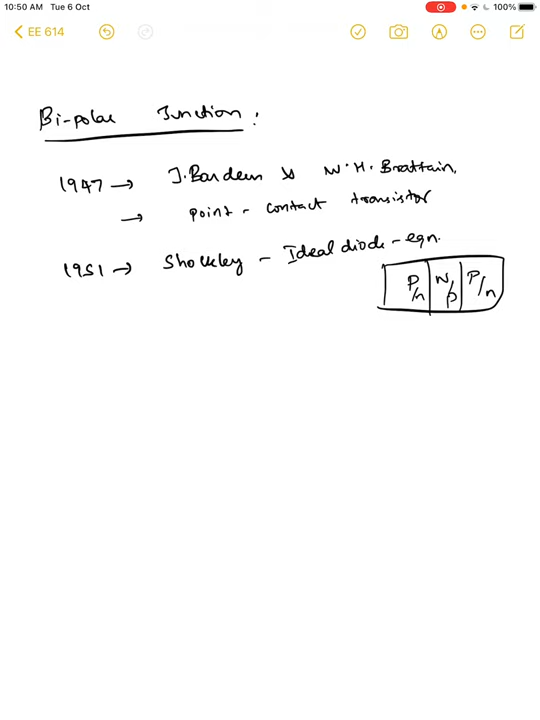 10:50 AM Tue 6 Oct 100%
EE 614
Bi-polar Junction :
1947 → J. Bardeen & W. H. Brattain.
→ point - contact transistor
1951 → Shockley - Ideal diode - eqn.
P/n N/p P/n